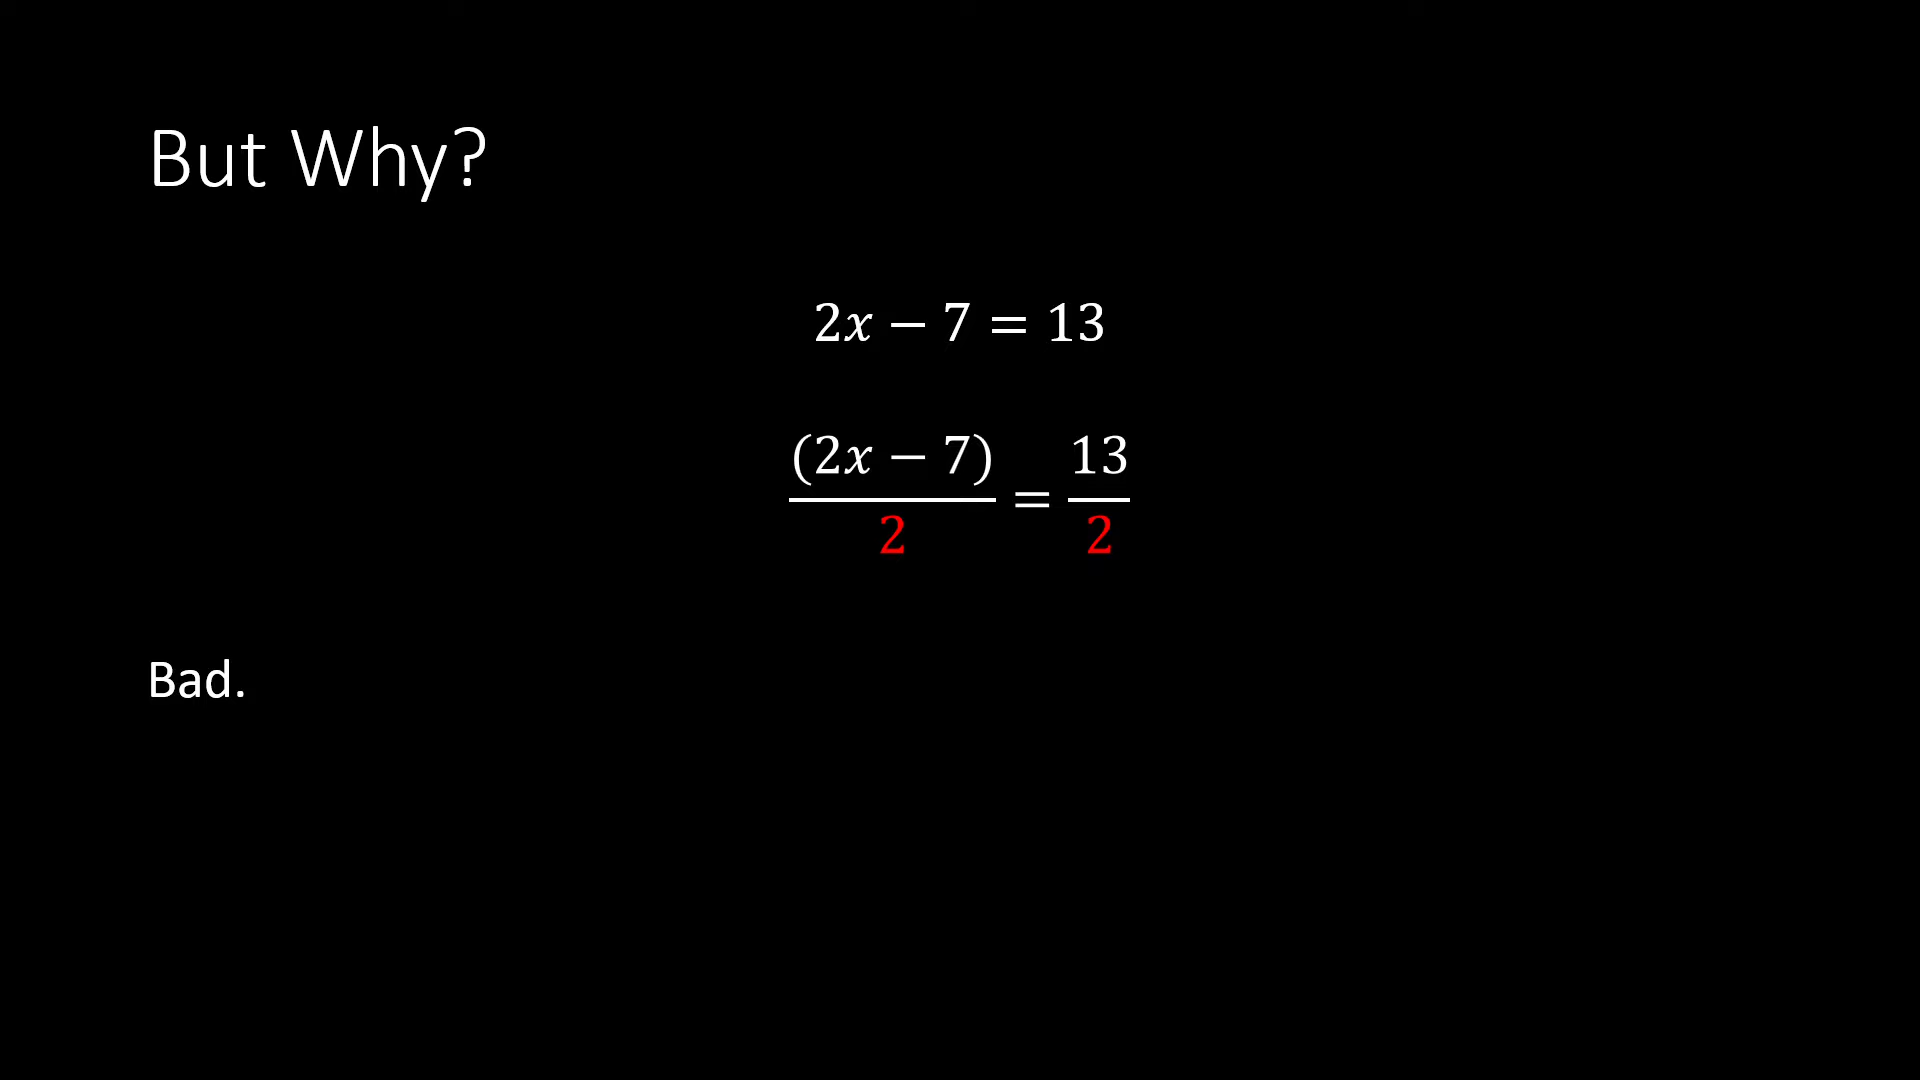 But Why?
2x − 7 = 13
(2x − 7)/2 = 13/2
Bad.